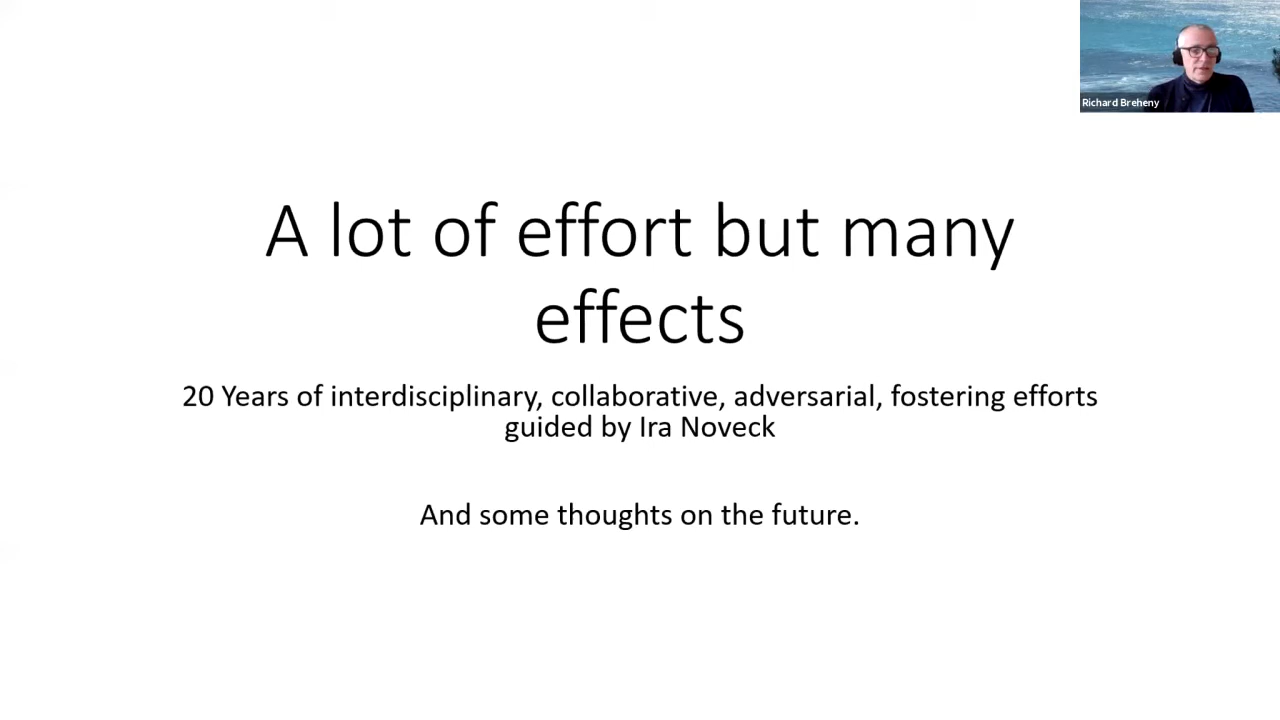 Richard Breheny
A lot of effort but many
effects
20 Years of interdisciplinary, collaborative, adversarial, fostering efforts
guided by Ira Noveck
And some thoughts on the future.